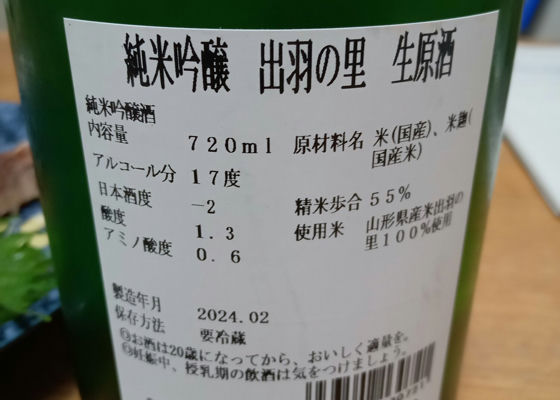 純米吟醸 出羽の里 生原酒
純米吟醸酒
内容量 720ml
原材料名 米(国産)、米麹(
国産米)
アルコール分 17度
日本酒度 -2
精米歩合 55%
酸度 1.3
使用米 山形県産米出羽の
里100%使用
アミノ酸度 0.6
製造年月 2024.02
保存方法 要冷蔵
お酒は20歳になってから、おいしく適量を。
妊娠中、授乳期の飲酒は気をつけましょう。